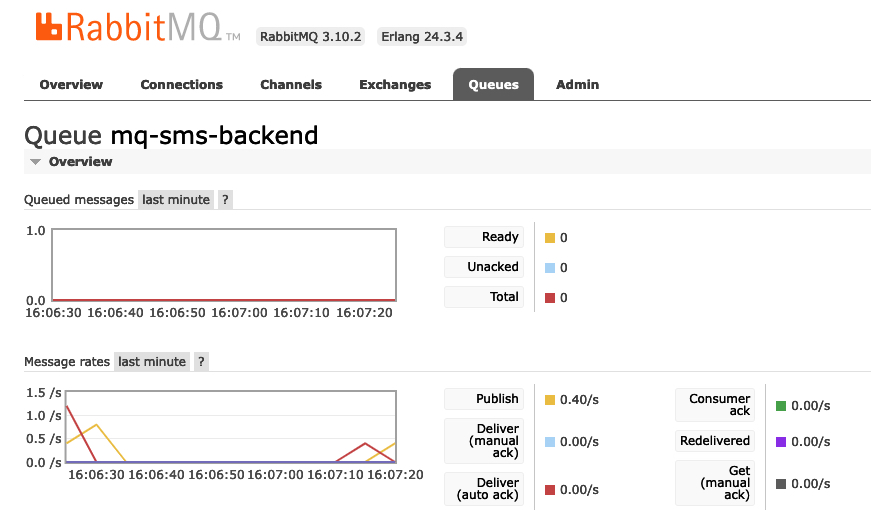 RabbitMQ TM RabbitMQ 3.10.2 Erlang 24.3.4
Overview Connections Channels Exchanges Queues Admin
Queue mq-sms-backend
Overview
Queued messages last minute ?
1.0
0.0
16:06:30 16:06:40 16:06:50 16:07:00 16:07:10 16:07:20
Ready 0
Unacked 0
Total 0
Message rates last minute ?
1.5 /s
1.0 /s
0.5 /s
0.0 /s
16:06:30 16:06:40 16:06:50 16:07:00 16:07:10 16:07:20
Publish 0.40/s
Deliver
(manual
ack) 0.00/s
Deliver
(auto ack) 0.00/s
Consumer
ack 0.00/s
Redelivered 0.00/s
Get
(manual
ack) 0.00/s